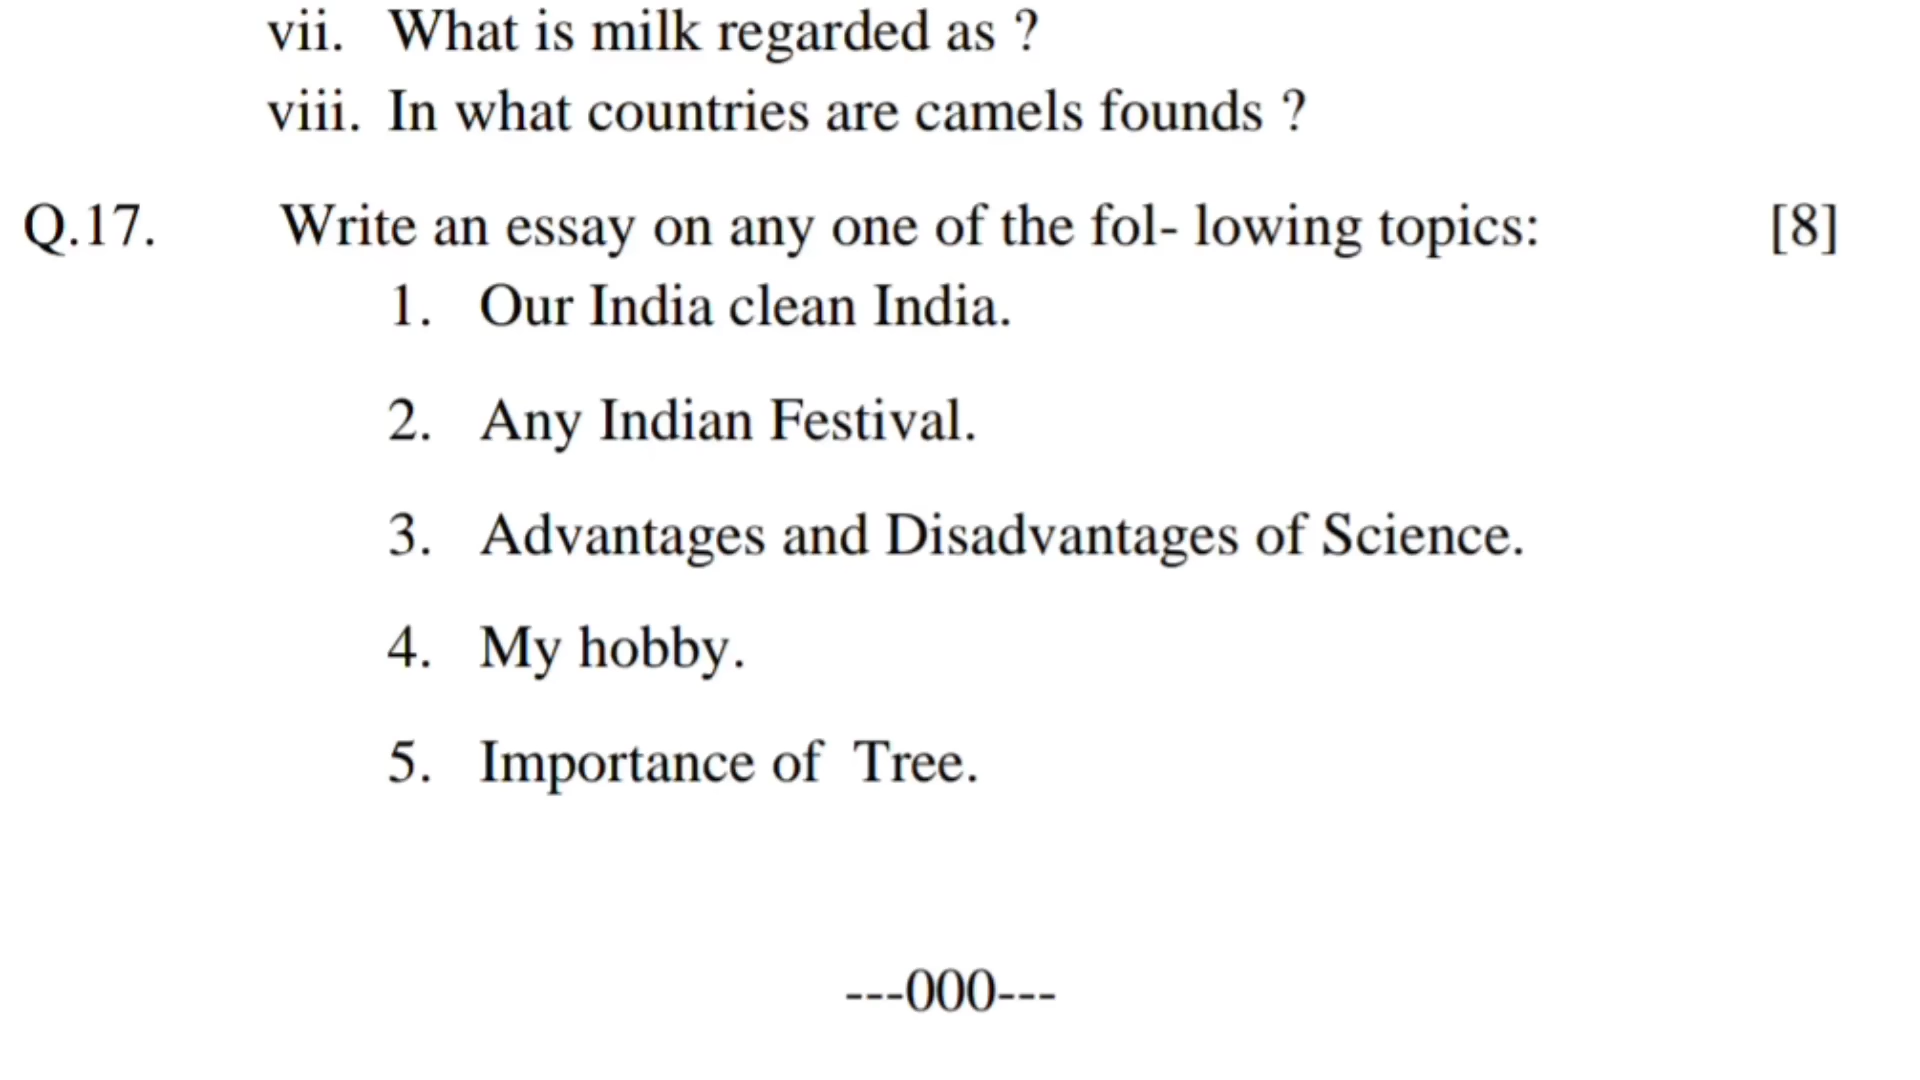 vii. What is milk regarded as ?
viii. In what countries are camels founds ?
Q.17. Write an essay on any one of the fol- lowing topics: [8]
1. Our India clean India.
2. Any Indian Festival.
3. Advantages and Disadvantages of Science.
4. My hobby.
5. Importance of Tree.
---000---